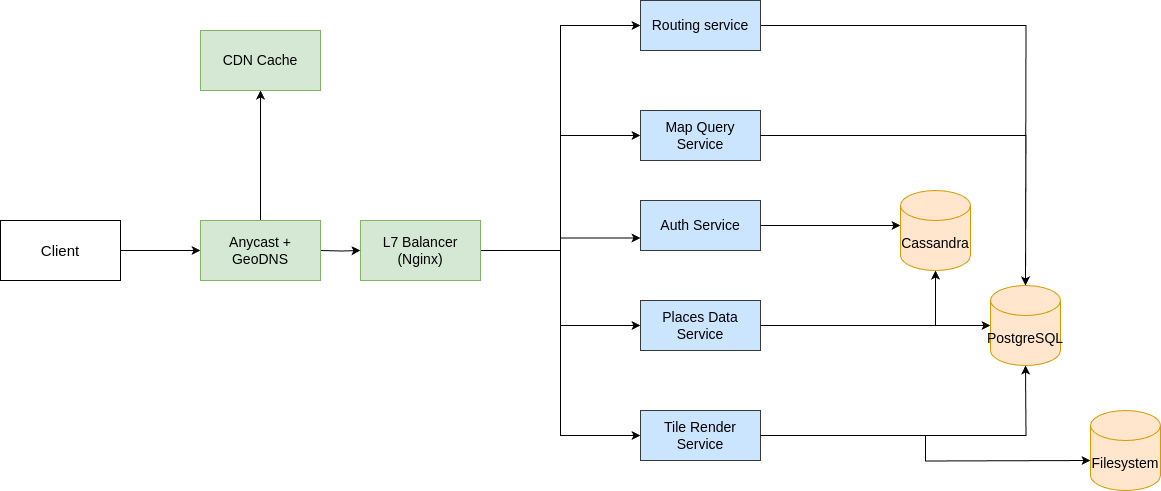 Routing service
CDN Cache
Map Query
Service
Auth Service
Cassandra
Client
Anycast +
GeoDNS
L7 Balancer
(Nginx)
Places Data
Service
PostgreSQL
Tile Render
Service
Filesystem